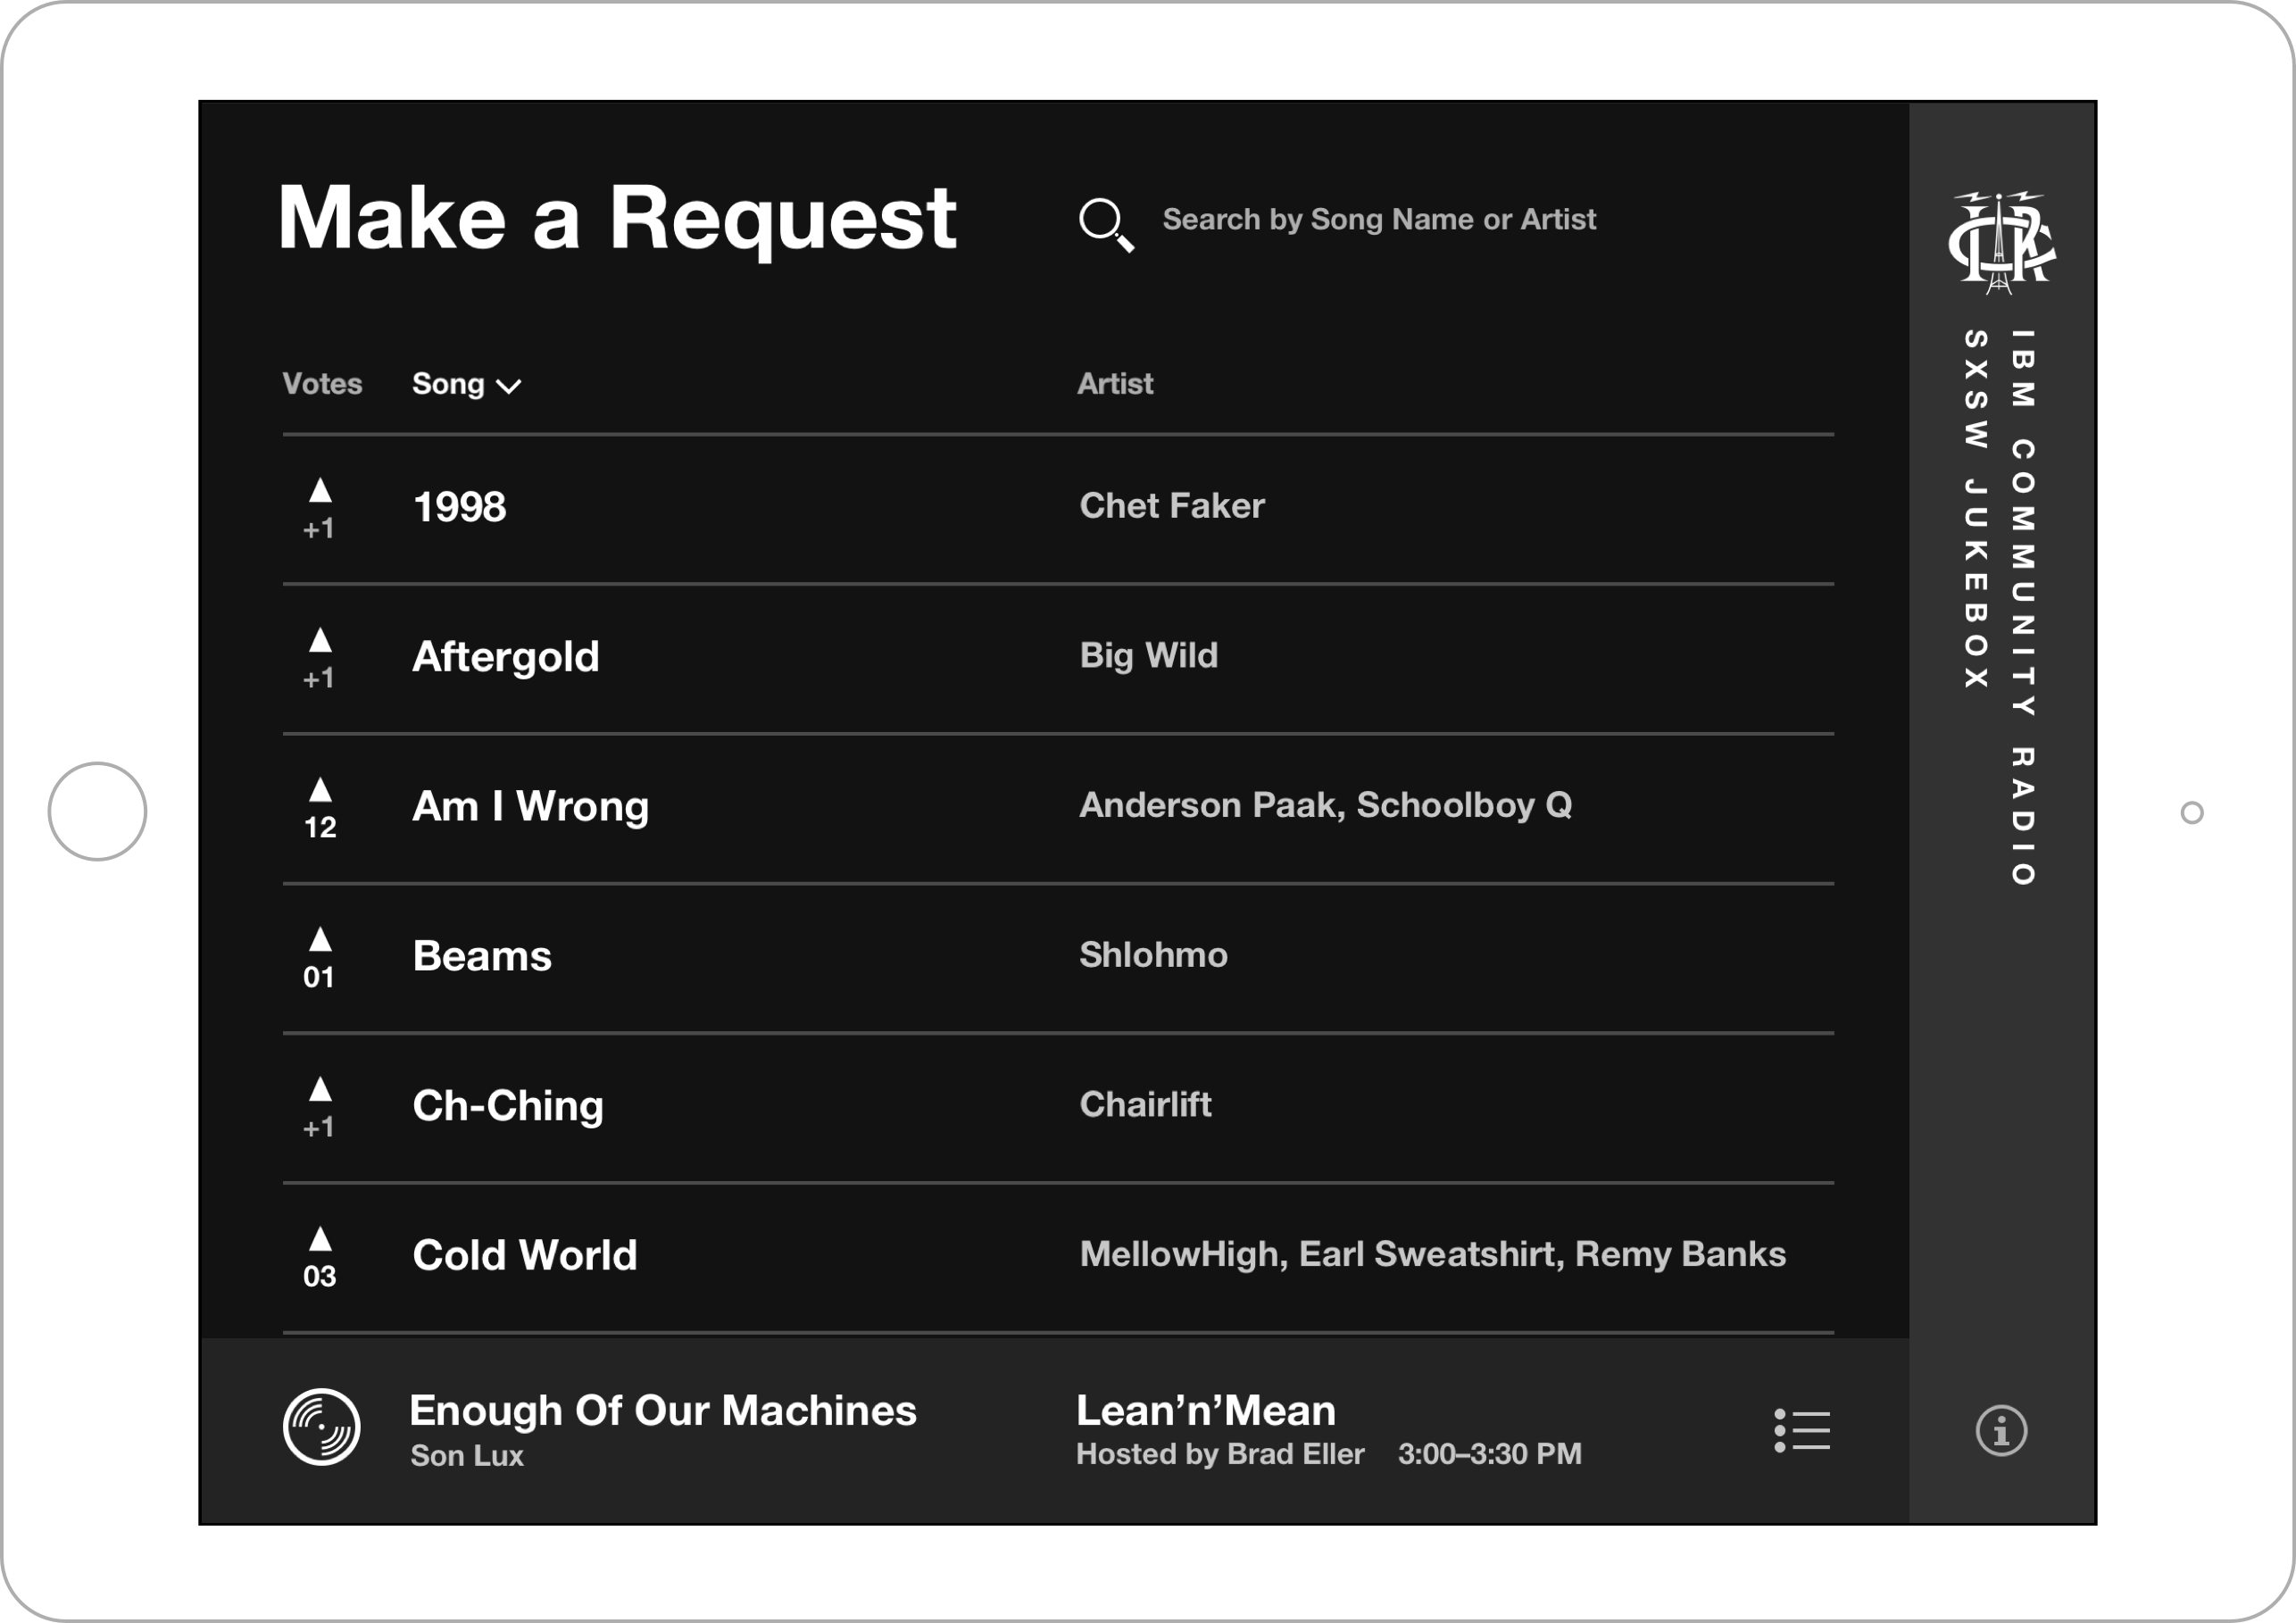 Make a Request
Search by Song Name or Artist
Votes Song Artist
+1 1998 Chet Faker
+1 Aftergold Big Wild
12 Am I Wrong Anderson Paak, Schoolboy Q
01 Beams Shlohmo
+1 Ch-Ching Chairlift
03 Cold World MellowHigh, Earl Sweatshirt, Remy Banks
Enough Of Our Machines
Son Lux
Lean’n’Mean
Hosted by Brad Eller 3:00–3:30 PM
IBM COMMUNITY RADIO
SXSW JUKEBOX